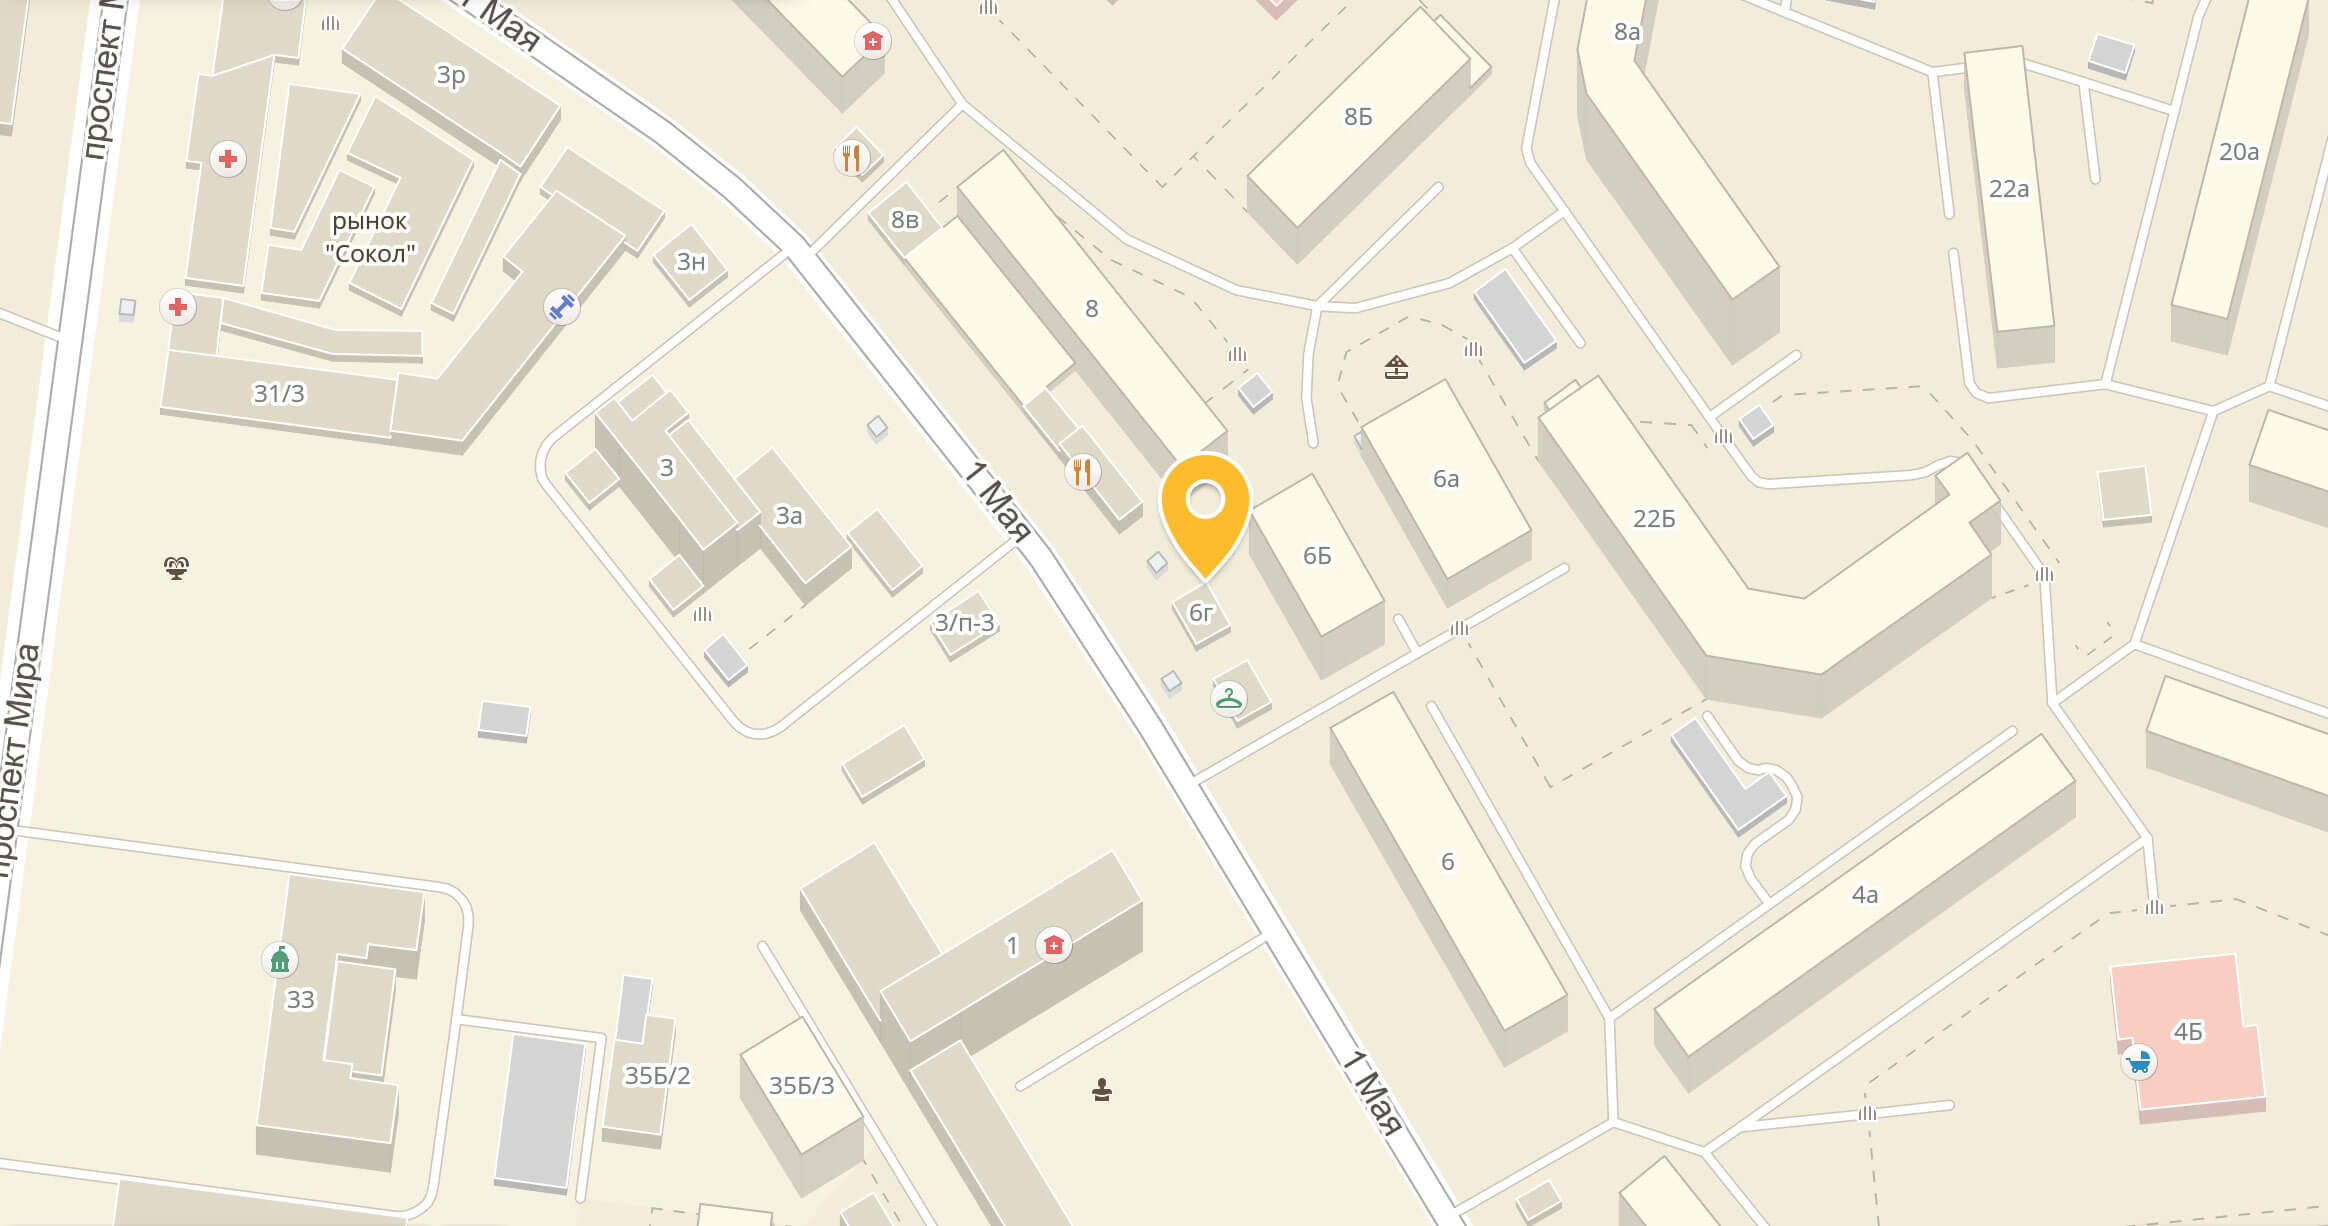 проспект М
1 Мая
8а
3р
8Б
20а
22а
8в
рынок
"Сокол"
3н
8
31/3
3
6а
1 Мая
3а
22Б
6Б
6г
3/п-3
проспект Мира
6
4а
1
33
4Б
35Б/2
35Б/3
1 Мая